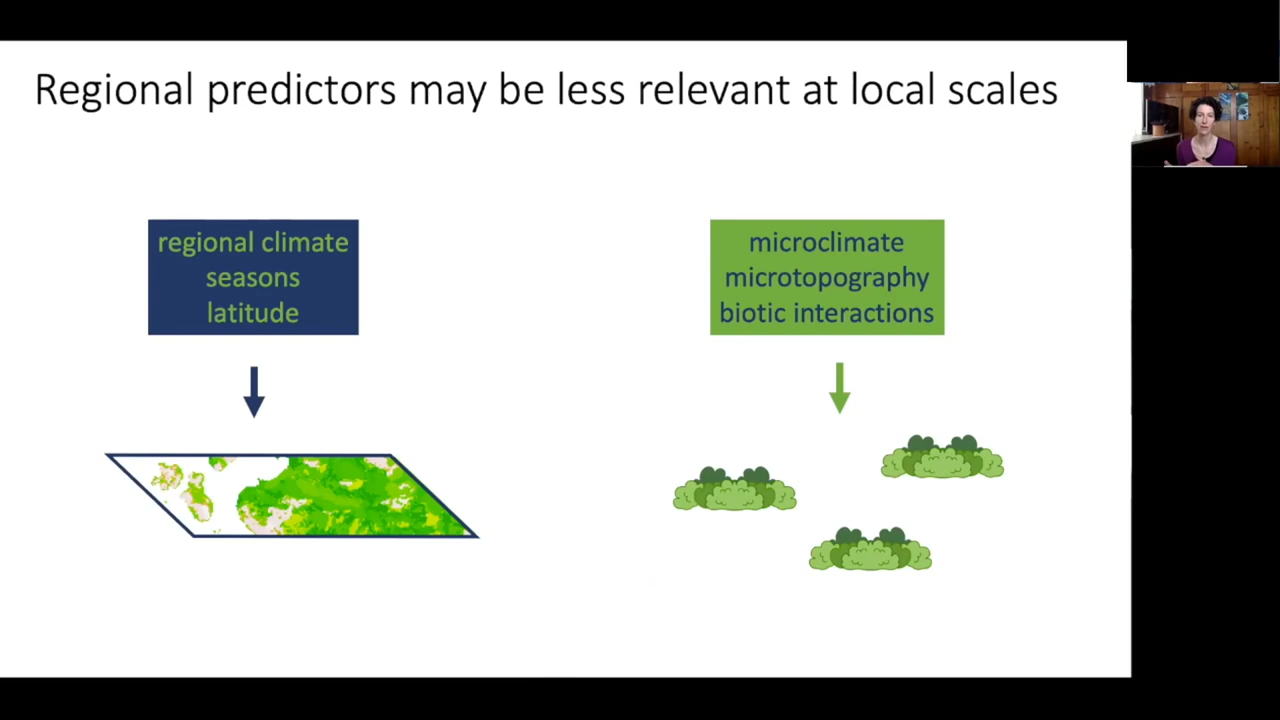 Regional predictors may be less relevant at local scales
regional climate
seasons
latitude
microclimate
microtopography
biotic interactions